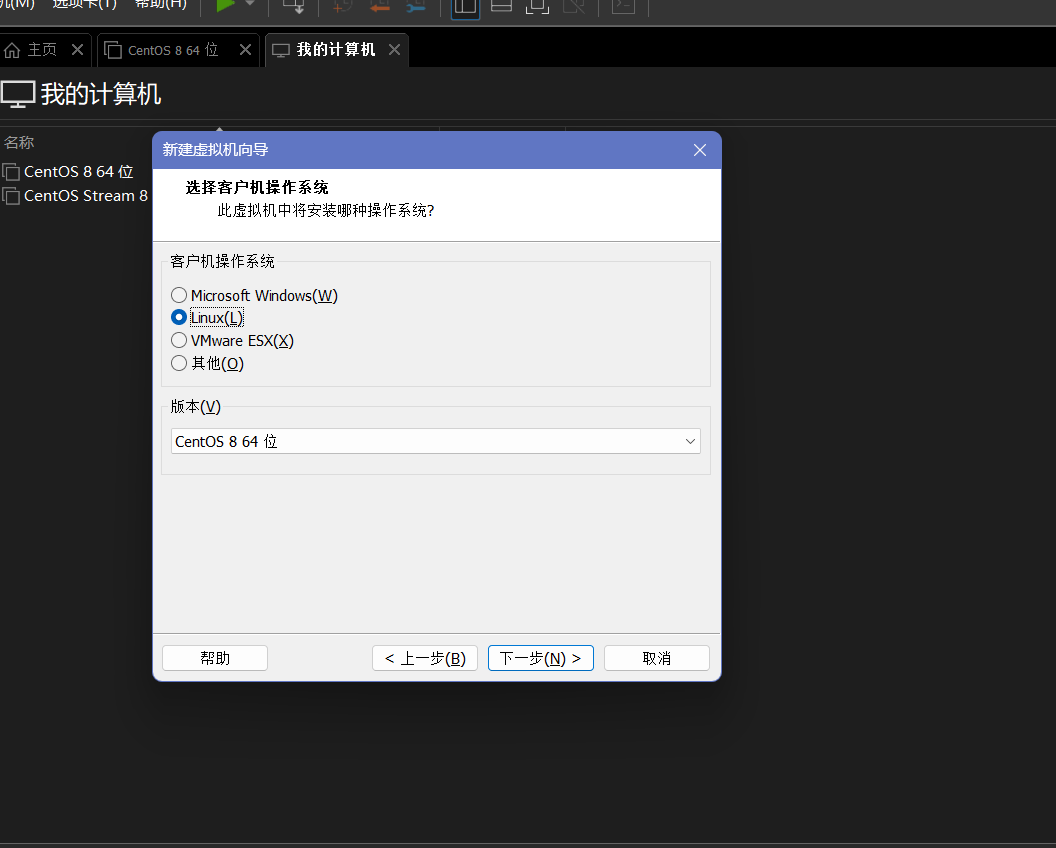 机(M) 选项卡(T) 帮助(H)
主页 CentOS 8 64 位 我的计算机
我的计算机
名称
CentOS 8 64 位
CentOS Stream 8
新建虚拟机向导
选择客户机操作系统
此虚拟机中将安装哪种操作系统?
客户机操作系统
Microsoft Windows(W)
Linux(L)
VMware ESX(X)
其他(O)
版本(V)
CentOS 8 64 位
帮助 < 上一步(B) 下一步(N) > 取消